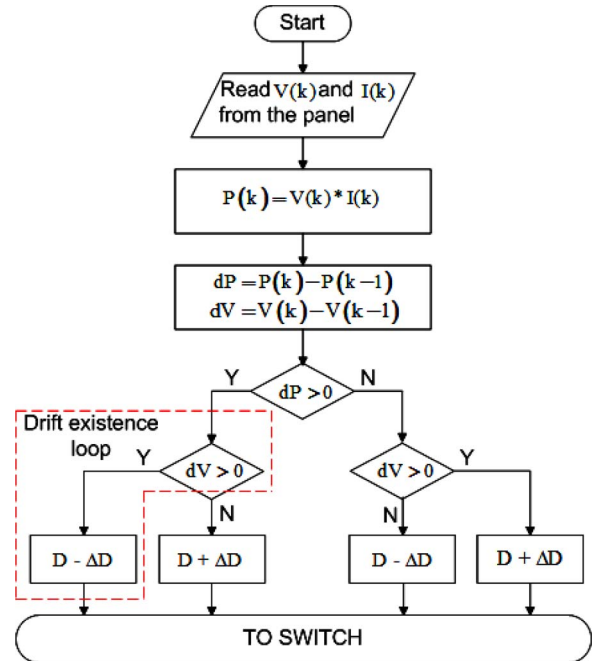 Start
Read V(k) and I(k)
from the panel
P(k)=V(k)*I(k)
dP=P(k)-P(k-1)
dV=V(k)-V(k-1)
Y
dP>0
N
Drift existence
loop
Y
dV>0
N
dV>0
Y
N
D - ΔD
D + ΔD
D - ΔD
D + ΔD
TO SWITCH